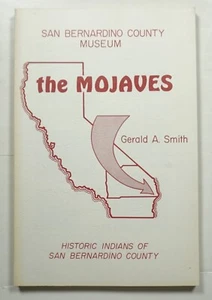 SAN BERNARDINO COUNTY
MUSEUM
the MOJAVES
Gerald A. Smith
HISTORIC INDIANS OF
SAN BERNARDINO COUNTY